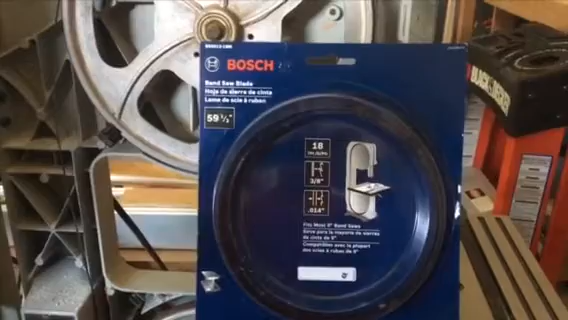 BOSCH
Band Saw Blade
Hoja de sierra de cinta
Lame de scie à ruban
59 1/2"
18
3/8"
.014"
Fits Most 9" Band Saws
Sirve para la mayoría de sierras
de cinta de 9"
Compatibles avec la plupart
des scies à ruban de 9"
BLACK & DECKER